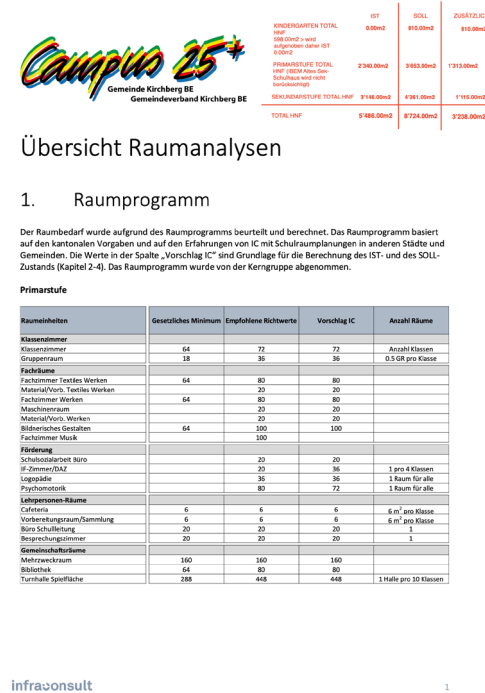 Campus 25+
Gemeinde Kirchberg BE
Gemeindeverband Kirchberg BE
IST SOLL ZUSÄTZLIC
KINDERGARTEN TOTAL HNF 0.00m2 810.00m2 810.00m2
598.00m2 > wird
aufgehoben daher IST
0.00m2
PRIMARSTUFE TOTAL 2'340.00m2 3'653.00m2 1'313.00m2
HNF (!BEM Altes Sek-
Schulhaus wird nicht
berücksichtigt)
SEKUNDARSTUFE TOTAL HNF 3'146.00m2 4'261.00m2 1'115.00m2
TOTAL HNF 5'486.00m2 8'724.00m2 3'238.00m2
Übersicht Raumanalysen
1. Raumprogramm
Der Raumbedarf wurde aufgrund des Raumprogramms beurteilt und berechnet. Das Raumprogramm basiert
auf den kantonalen Vorgaben und auf den Erfahrungen von IC mit Schulraumplanungen in anderen Städte und
Gemeinden. Die Werte in der Spalte „Vorschlag IC" sind Grundlage für die Berechnung des IST- und des SOLL-
Zustands (Kapitel 2-4). Das Raumprogramm wurde von der Kerngruppe abgenommen.
Primarstufe
Raumeinheiten Gesetzliches Minimum Empfohlene Richtwerte Vorschlag IC Anzahl Räume
Klassenzimmer
Klassenzimmer 64 72 72 Anzahl Klassen
Gruppenraum 18 36 36 0.5 GR pro Klasse
Fachräume
Fachzimmer Textiles Werken 64 80 80
Material/Vorb. Textiles Werken 20 20
Fachzimmer Werken 64 80 80
Maschinenraum 20 20
Material/Vorb. Werken 20 20
Bildnerisches Gestalten 64 100 100
Fachzimmer Musik 100
Förderung
Schulsozialarbeit Büro 20 20
IF-Zimmer/DAZ 20 36 1 pro 4 Klassen
Logopädie 36 36 1 Raum für alle
Psychomotorik 80 72 1 Raum für alle
Lehrpersonen-Räume
Cafeteria 6 6 6 6 m² pro Klasse
Vorbereitungsraum/Sammlung 6 6 6 6 m² pro Klasse
Büro Schulleitung 20 20 20 1
Besprechungszimmer 20 20 20 1
Gemeinschaftsräume
Mehrzweckraum 160 160 160
Bibliothek 64 80 80
Turnhalle Spielfläche 288 448 448 1 Halle pro 10 Klassen
infraconsult
1